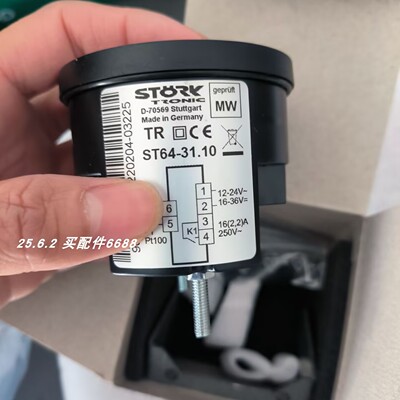 STÖRK
TRONIC
D-70569 Stuttgart
Made in Germany
geprüft
MW
TR CE
ST64-31.10
220204-03225
1 12-24V~
2 16-36V=
3 16(2,2)A
4 250V~
6
5
Pt100
K1
25.6.2 买配件6688